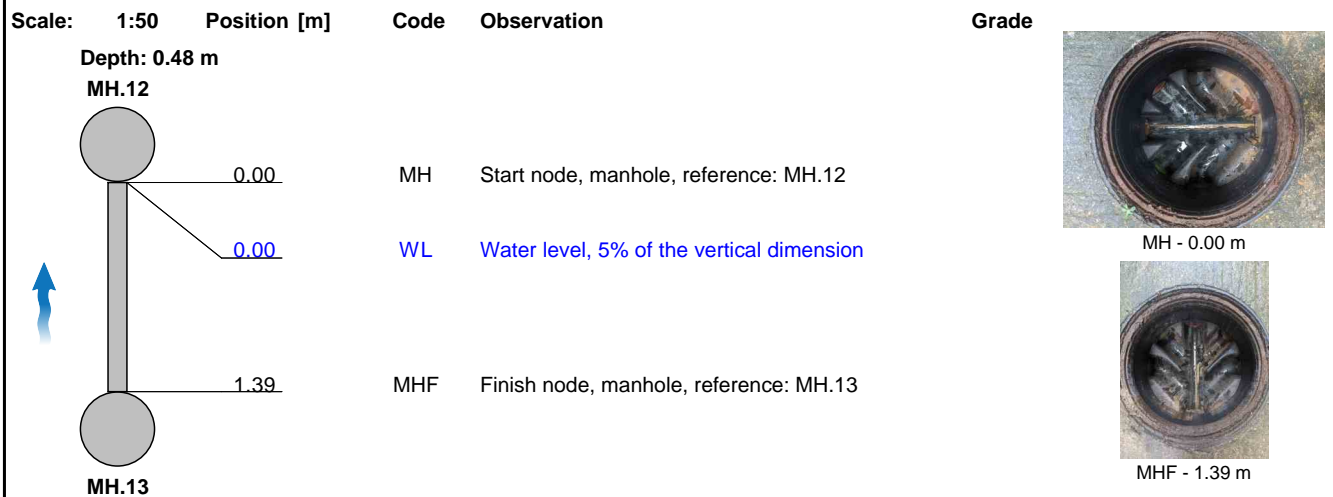 Scale: 1:50 Position [m] Code Observation Grade
Depth: 0.48 m
MH.12
0.00 MH Start node, manhole, reference: MH.12
MH - 0.00 m
0.00 WL Water level, 5% of the vertical dimension
1.39 MHF Finish node, manhole, reference: MH.13
MHF - 1.39 m
MH.13